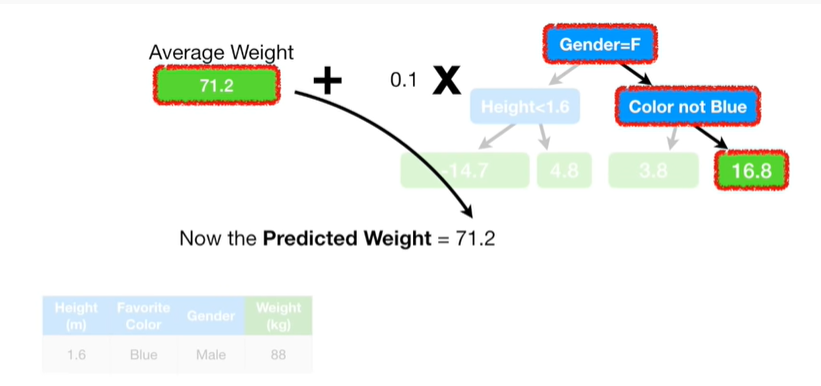 Average Weight
71.2
+
0.1 X
Gender=F
Height<1.6
Color not Blue
14.7
4.8
3.8
16.8
Now the Predicted Weight = 71.2
Height (m) Favorite Color Gender Weight (kg)
1.6 Blue Male 88